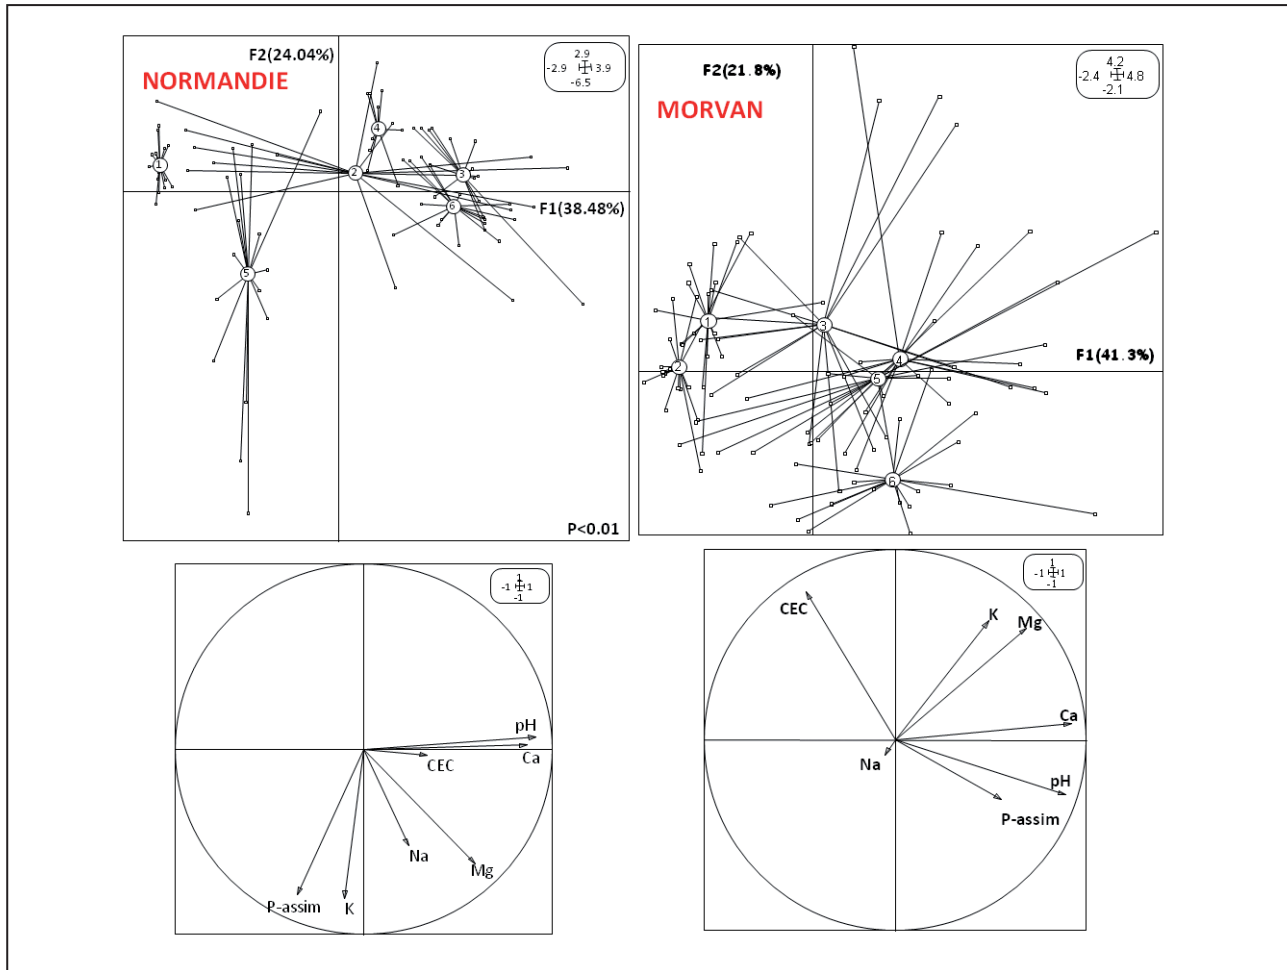 F2(24.04%)
NORMANDIE
2.9
-2.9 3.9
-6.5
1
2
3
4
5
6
F1(38.48%)
P<0.01
F2(21.8%)
MORVAN
4.2
-2.4 4.8
-2.1
1
2
3
4
5
6
F1(41.3%)
1
-1 1
-1
pH
Ca
CEC
Na
Mg
P-assim
K
1
-1 1
-1
CEC
K
Mg
Ca
Na
pH
P-assim